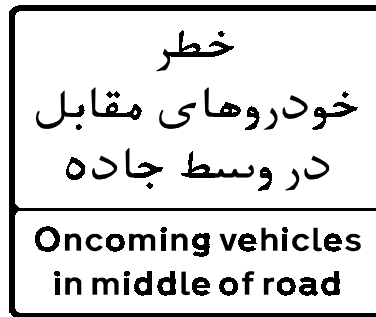 خطر
خودروهای مقابل
در وسط جاده
Oncoming vehicles
in middle of road